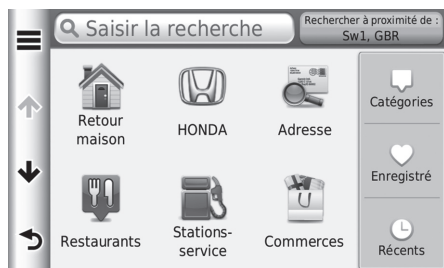 Saisir la recherche
Rechercher à proximité de :
Sw1, GBR
Retour
maison
HONDA
Adresse
Catégories
Enregistré
Restaurants
Stations-
service
Commerces
Récents